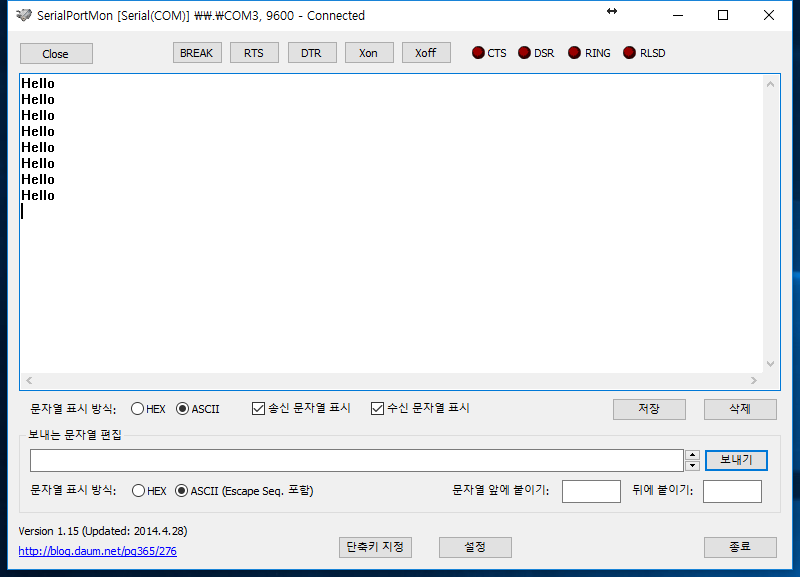 SerialPortMon [Serial(COM)] ₩₩.₩COM3, 9600 - Connected
Close BREAK RTS DTR Xon Xoff CTS DSR RING RLSD
Hello
Hello
Hello
Hello
Hello
Hello
Hello
Hello
문자열 표시 방식: HEX ASCII 송신 문자열 표시 수신 문자열 표시 저장 삭제
보내는 문자열 편집
보내기
문자열 표시 방식: HEX ASCII (Escape Seq. 포함) 문자열 앞에 붙이기: 뒤에 붙이기:
Version 1.15 (Updated: 2014.4.28)
http://blog.daum.net/pg365/276
단축키 지정 설정 종료